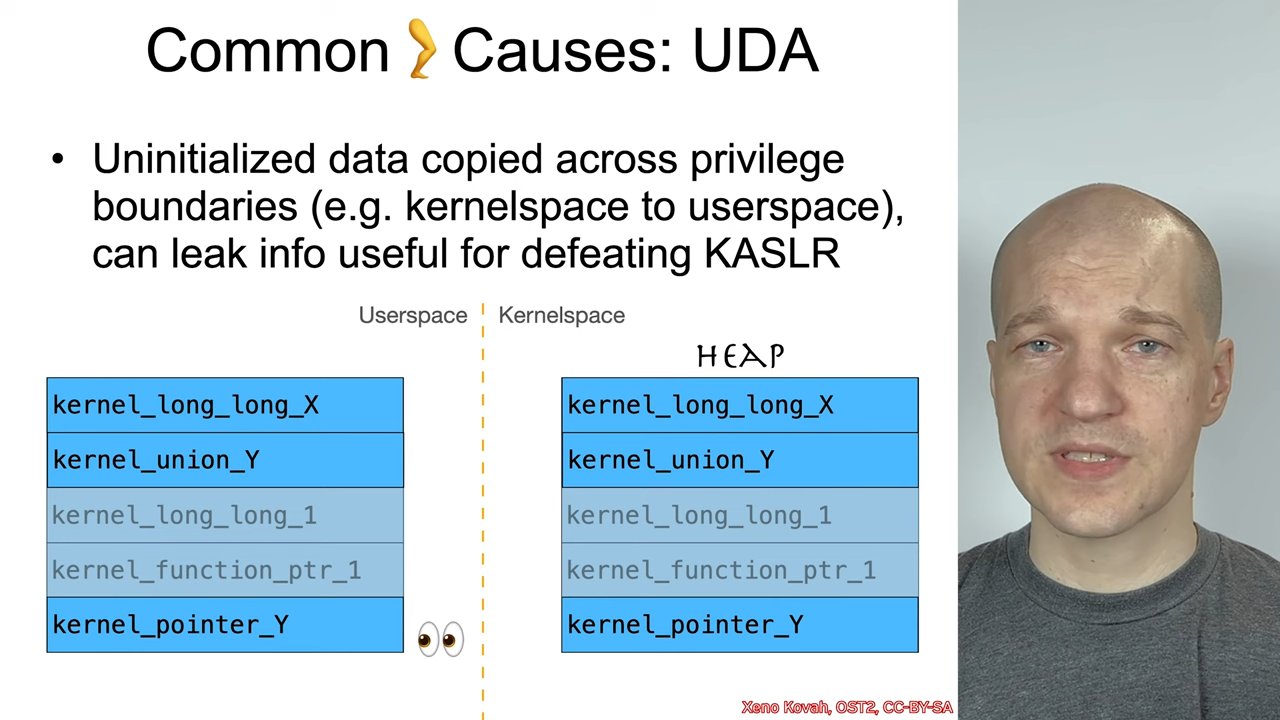 Common Causes: UDA
• Uninitialized data copied across privilege
boundaries (e.g. kernelspace to userspace),
can leak info useful for defeating KASLR
Userspace
Kernelspace
HEAP
kernel_long_long_X
kernel_union_Y
kernel_long_long_1
kernel_function_ptr_1
kernel_pointer_Y
kernel_long_long_X
kernel_union_Y
kernel_long_long_1
kernel_function_ptr_1
kernel_pointer_Y
Xeno Kovah, OST2, CC-BY-SA